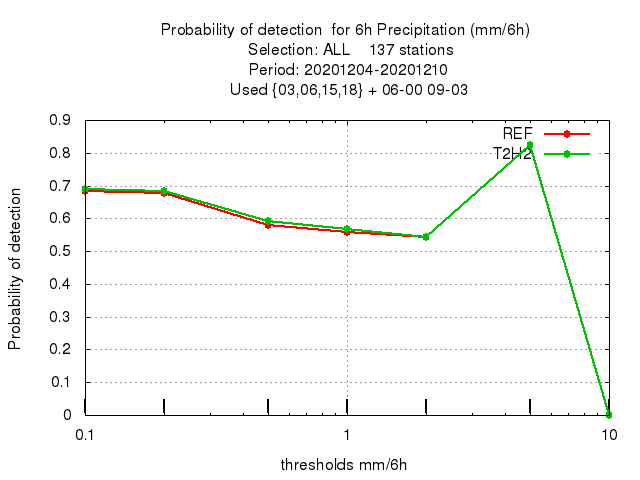 Probability of detection  for 6h Precipitation (mm/6h)
Selection: ALL    137 stations
Period: 20201204-20201210
Used {03,06,15,18} + 06-00 09-03
0.9
0.8
0.7
0.6
0.5
0.4
0.3
0.2
0.1
0
Probability of detection
REF
T2H2
0.1
1
10
thresholds mm/6h